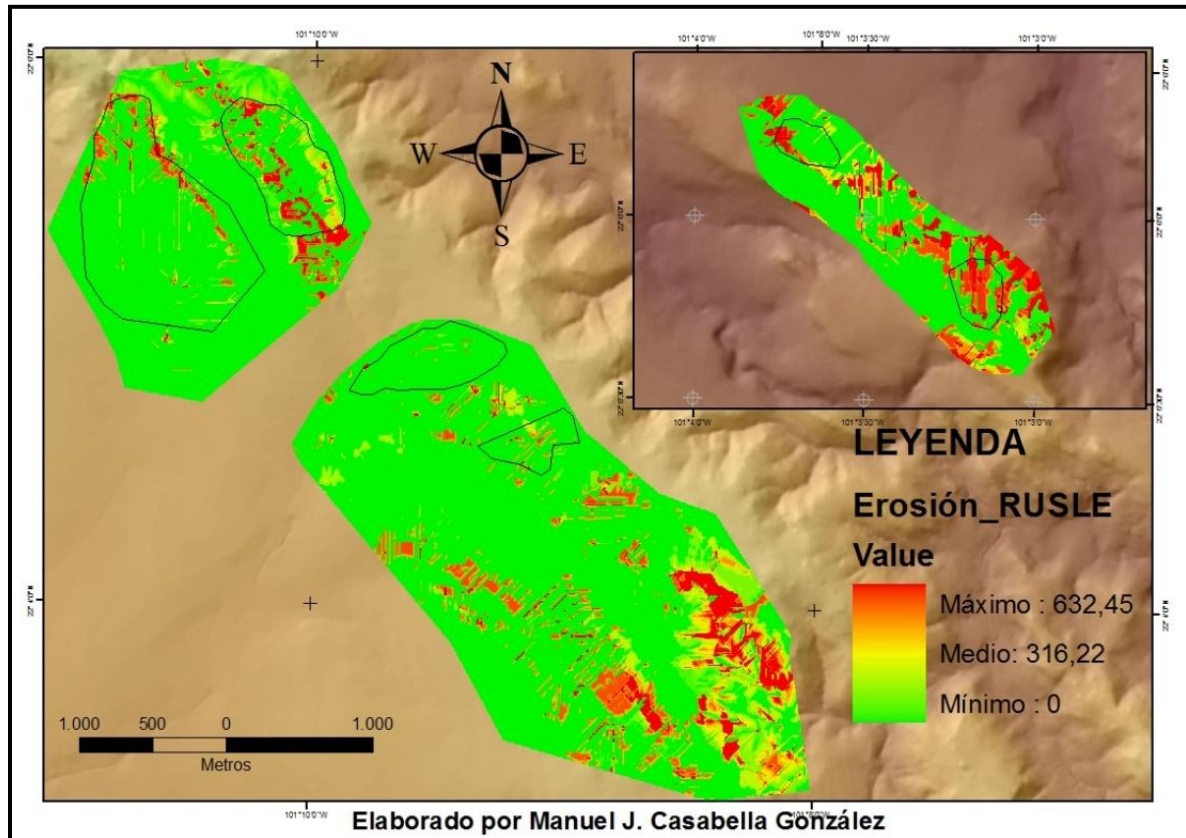 101°10'0"W
101°4'0"W
101°3'30"W
101°3'0"W
N
W
E
S
101°4'0"W
101°3'30"W
101°3'0"W
LEYENDA
Erosión_RUSLE
Value
Máximo : 632,45
Medio: 316,22
Mínimo : 0
1.000 500 0 1.000
Metros
101°10'0"W
Elaborado por Manuel J. Casabella González